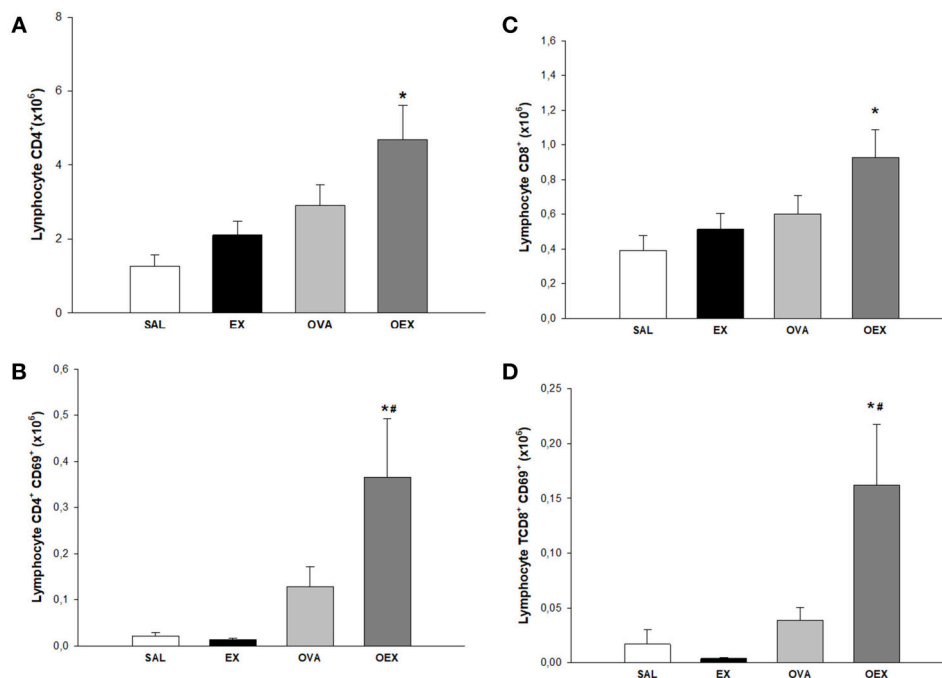 A
Lynphocyte CD4⁺(x10⁶)
8
6
4
2
0
*
SAL EX OVA OEX
B
Lymphocyte CD4⁺ CD69⁺ (x10⁶)
0,6
0,5
0,4
0,3
0,2
0,1
0,0
*#
SAL EX OVA OEX
C
Lymphocyte CD8⁺ (x10⁶)
1,6
1,4
1,2
1,0
0,8
0,6
0,4
0,2
0,0
*
SAL EX OVA OEX
D
Lymphocyte TCD8⁺ CD69⁺ (x10⁶)
0,25
0,20
0,15
0,10
0,05
0,00
*#
SAL EX OVA OEX